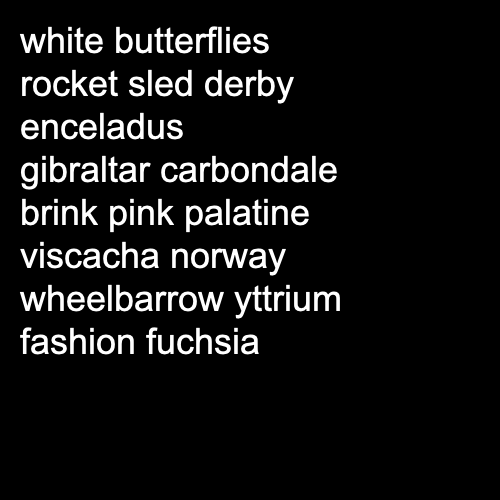 white butterflies
rocket sled derby
enceladus
gibraltar carbondale
brink pink palatine
viscacha norway
wheelbarrow yttrium
fashion fuchsia